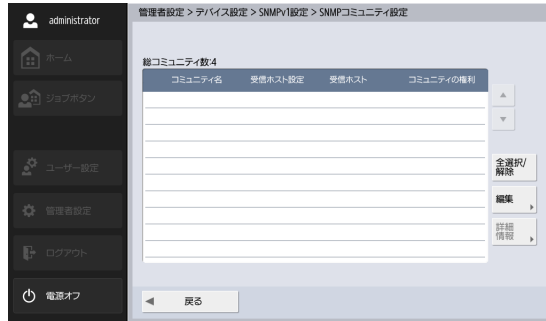 administrator
管理者設定 > デバイス設定 > SNMPv1設定 > SNMPコミュニティ設定
ホーム
ジョブボタン
ユーザー設定
管理者設定
ログアウト
電源オフ
総コミュニティ数:4
コミュニティ名 受信ホスト設定 受信ホスト コミュニティの権利
全選択/
解除
編集
詳細
情報
戻る